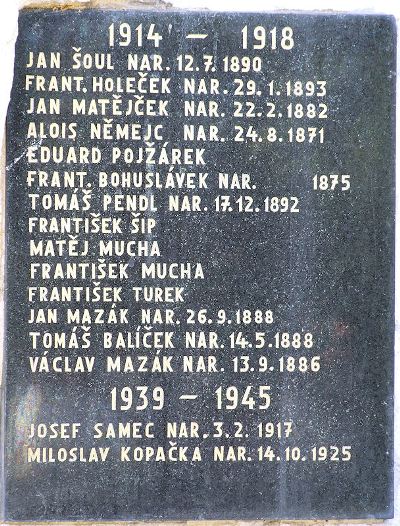 1914 – 1918
JAN ŠOUL NAR. 12.7. 1890
FRANT. HOLEČEK NAR. 29.1.1893
JAN MATĚJČEK NAR. 22.2.1882
ALOIS NĚMEJC NAR. 24.8.1871
EDUARD POJŽÁREK
FRANT. BOHUSLÁVEK NAR. 1875
TOMÁŠ PENDL NAR. 17.12.1892
FRANTIŠEK ŠIP
MATĚJ MUCHA
FRANTIŠEK MUCHA
FRANTIŠEK TUREK
JAN MAZÁK NAR. 26.9.1888
TOMÁŠ BALÍČEK NAR. 14.5.1888
VÁCLAV MAZÁK NAR. 13.9.1886
1939 – 1945
JOSEF SAMEC NAR. 3.2. 1917
MILOSLAV KOPAČKA NAR. 14.10.1925